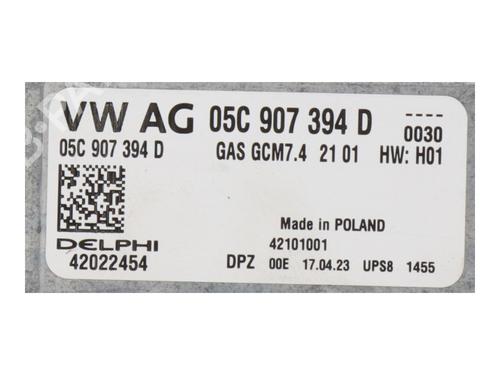 ----
VW AG 05C 907 394 D 0030
05C 907 394 D GAS GCM7.4 21 01 HW: H01
Made in POLAND
DELPHI 42101001
42022454 DPZ 00E 17.04.23 UPS8 1455